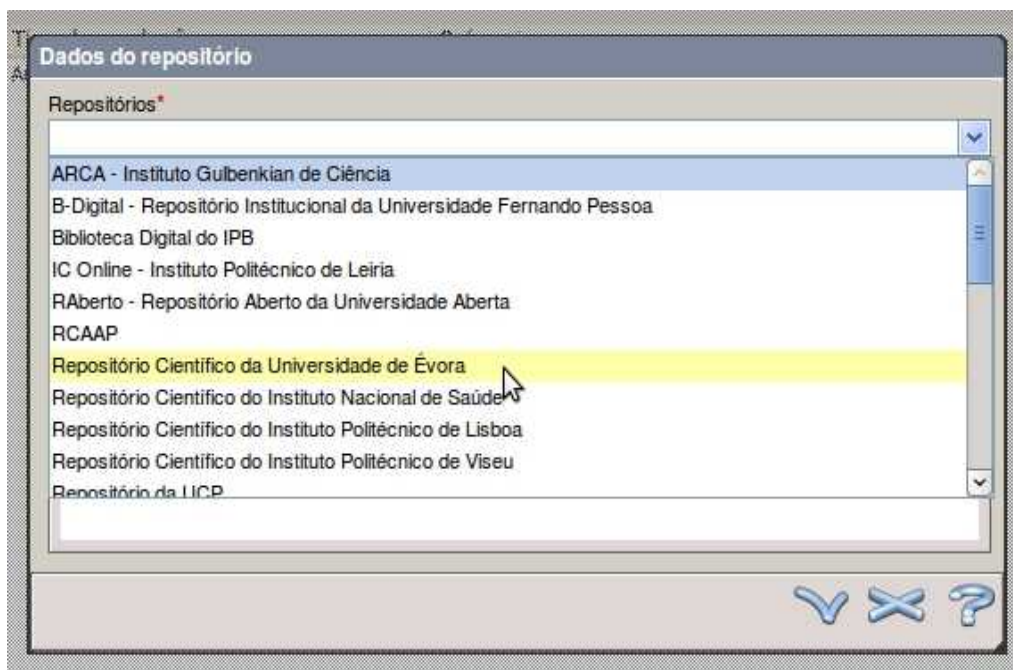 Dados do repositório
Repositórios*
ARCA - Instituto Gulbenkian de Ciência
B-Digital - Repositório Institucional da Universidade Fernando Pessoa
Biblioteca Digital do IPB
IC Online - Instituto Politécnico de Leiria
RAberto - Repositório Aberto da Universidade Aberta
RCAAP
Repositório Científico da Universidade de Évora
Repositório Científico do Instituto Nacional de Saúde
Repositório Científico do Instituto Politécnico de Lisboa
Repositório Científico do Instituto Politécnico de Viseu
Repositório da UCP